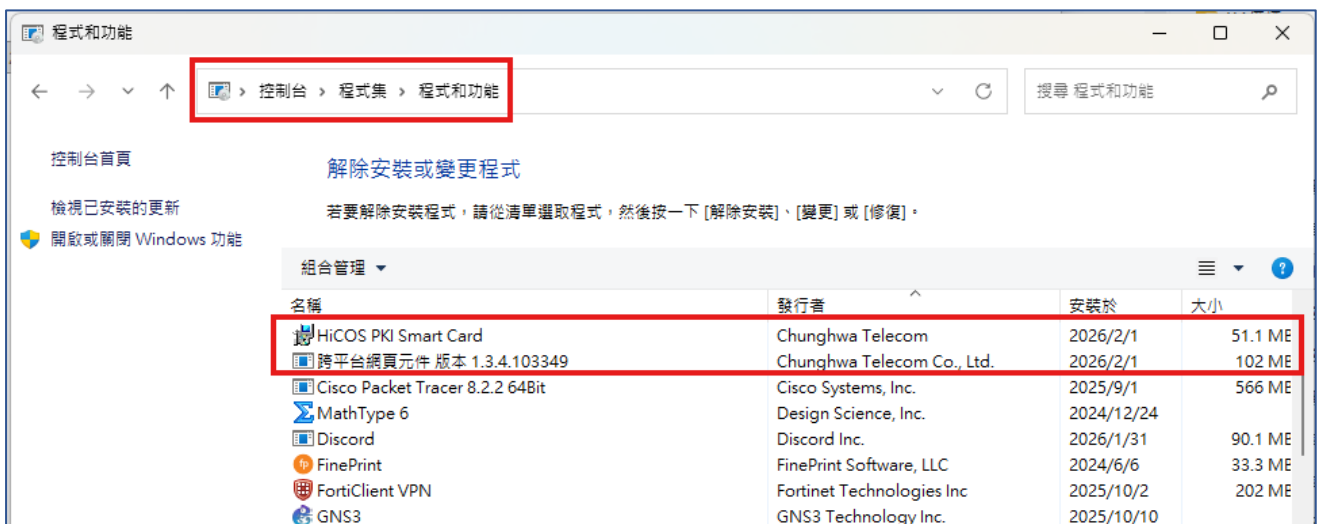 程式和功能
控制台 › 程式集 › 程式和功能
搜尋 程式和功能
控制台首頁
檢視已安裝的更新
開啟或關閉 Windows 功能
解除安裝或變更程式
若要解除安裝程式，請從清單選取程式，然後按一下 [解除安裝]、[變更] 或 [修復]。
組合管理
名稱 發行者 安裝於 大小
HiCOS PKI Smart Card Chunghwa Telecom 2026/2/1 51.1 MB
跨平台網頁元件 版本 1.3.4.103349 Chunghwa Telecom Co., Ltd. 2026/2/1 102 MB
Cisco Packet Tracer 8.2.2 64Bit Cisco Systems, Inc. 2025/9/1 566 MB
MathType 6 Design Science, Inc. 2024/12/24
Discord Discord Inc. 2026/1/31 90.1 MB
FinePrint FinePrint Software, LLC 2024/6/6 33.3 MB
FortiClient VPN Fortinet Technologies Inc 2025/10/2 202 MB
GNS3 GNS3 Technology Inc. 2025/10/10